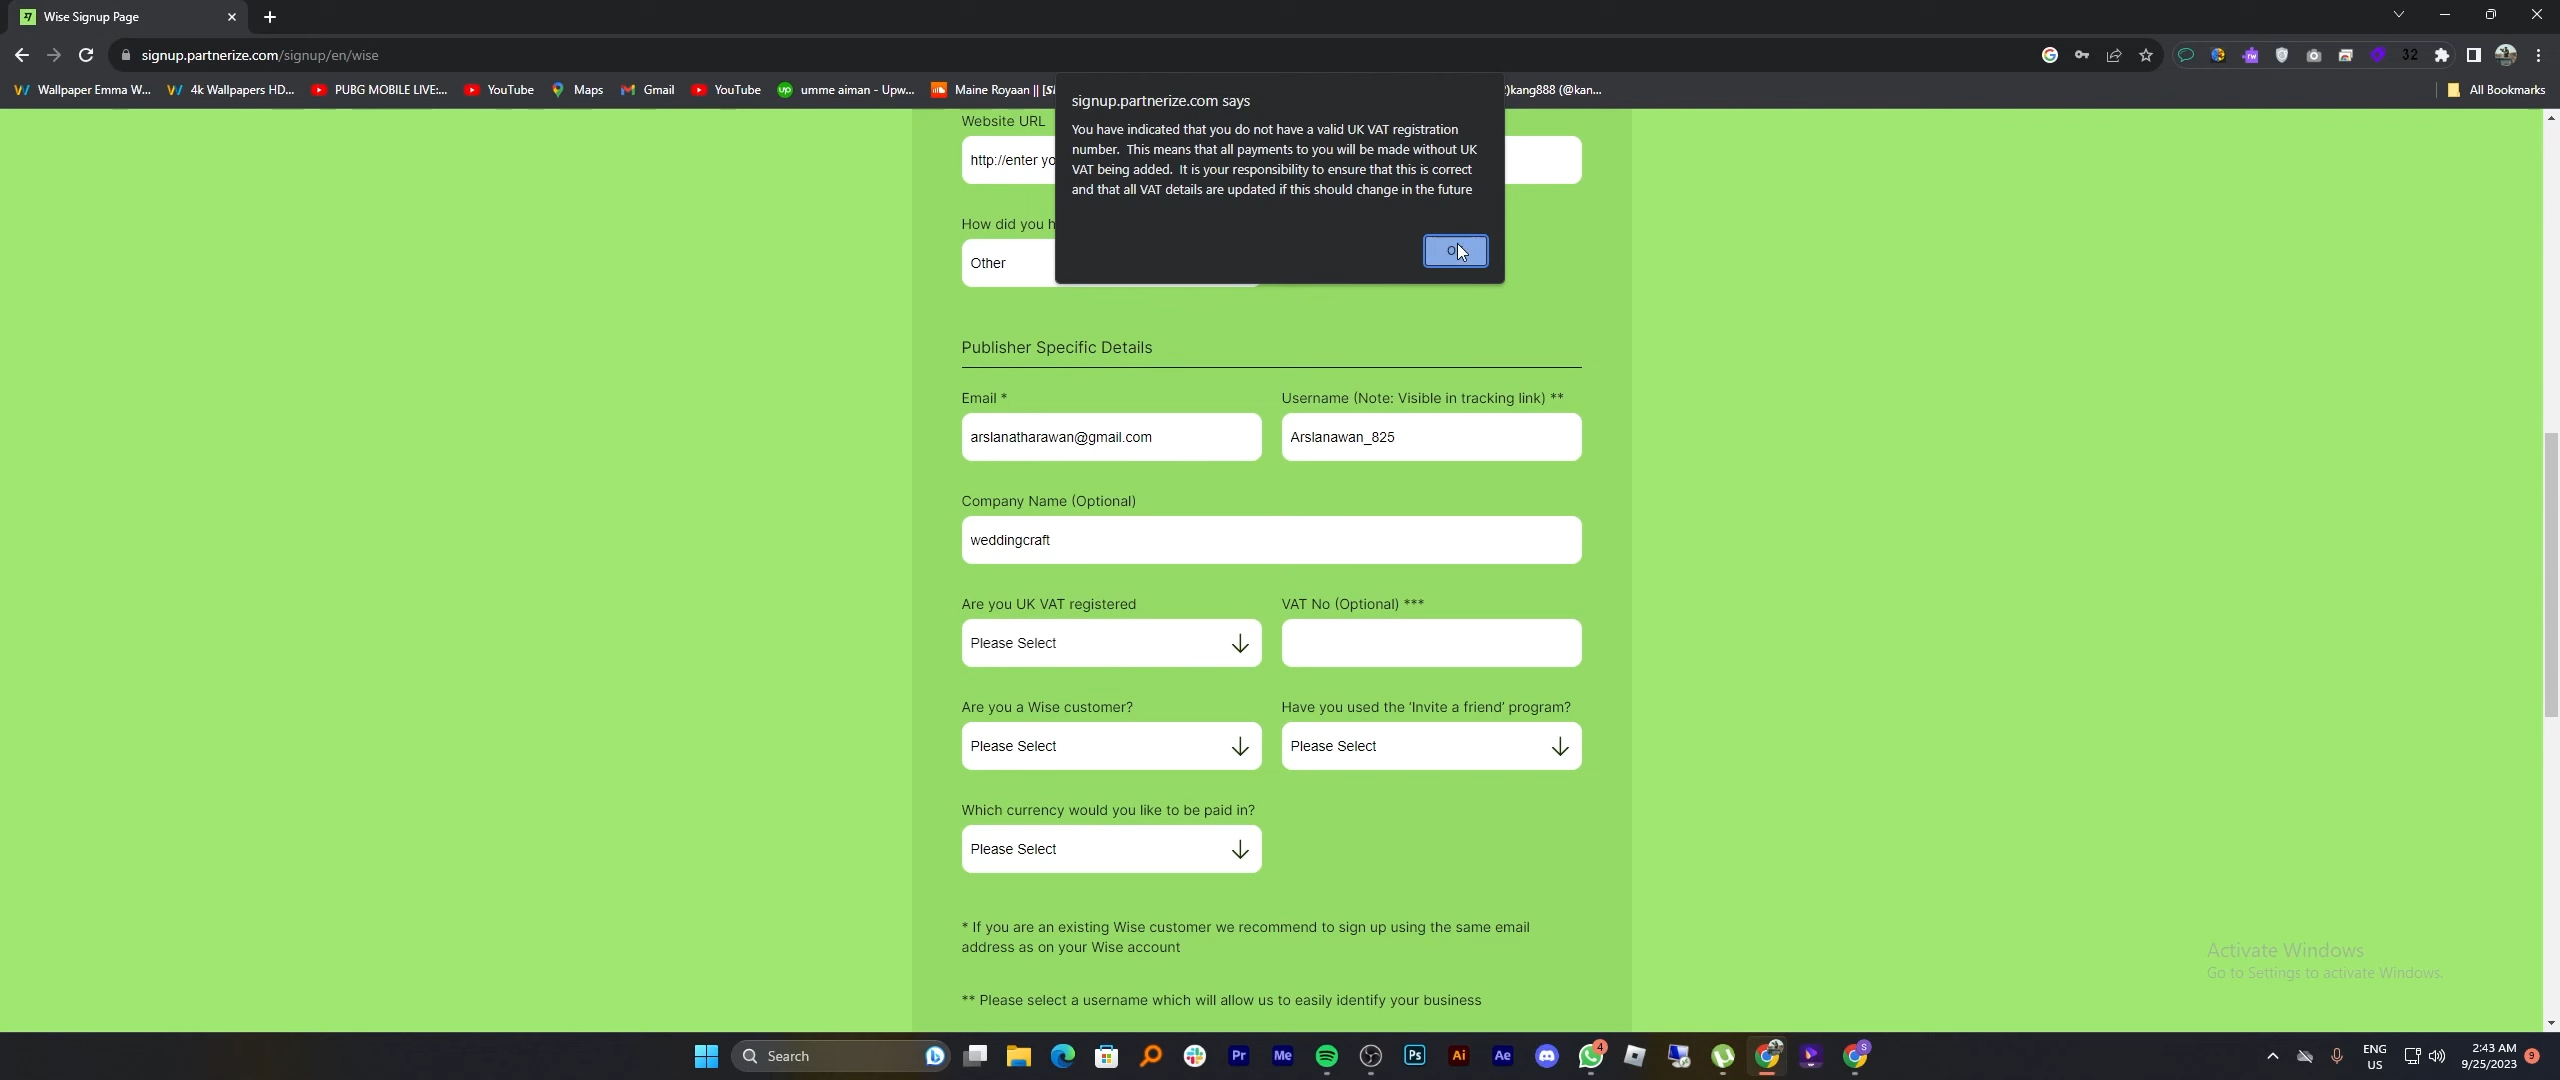 Wise Signup Page
signup.partnerize.com/signup/en/wise
32
Wallpaper Emma W...
4k Wallpapers HD...
PUBG MOBILE LIVE:...
YouTube
Maps
Gmail
YouTube
umme aiman - Upw...
Maine Royaan || [Sl
)kang888 (@kan...
All Bookmarks
signup.partnerize.com says
You have indicated that you do not have a valid UK VAT registration
number. This means that all payments to you will be made without UK
VAT being added. It is your responsibility to ensure that this is correct
and that all VAT details are updated if this should change in the future
Website URL
http://enter yo
How did you h
Other
Publisher Specific Details
Email *
Username (Note: Visible in tracking link) **
arslanatharawan@gmail.com
Arslanawan_825
Company Name (Optional)
weddingcraft
Are you UK VAT registered
VAT No (Optional) ***
Please Select
Are you a Wise customer?
Have you used the 'Invite a friend' program?
Please Select
Please Select
Which currency would you like to be paid in?
Please Select
* If you are an existing Wise customer we recommend to sign up using the same email
address as on your Wise account
** Please select a username which will allow us to easily identify your business
Activate Windows
Go to Settings to activate Windows.
Search
Pr
Me
Ps
Ai
Ae
4
S
ENG
US
2:43 AM
9/25/2023
9